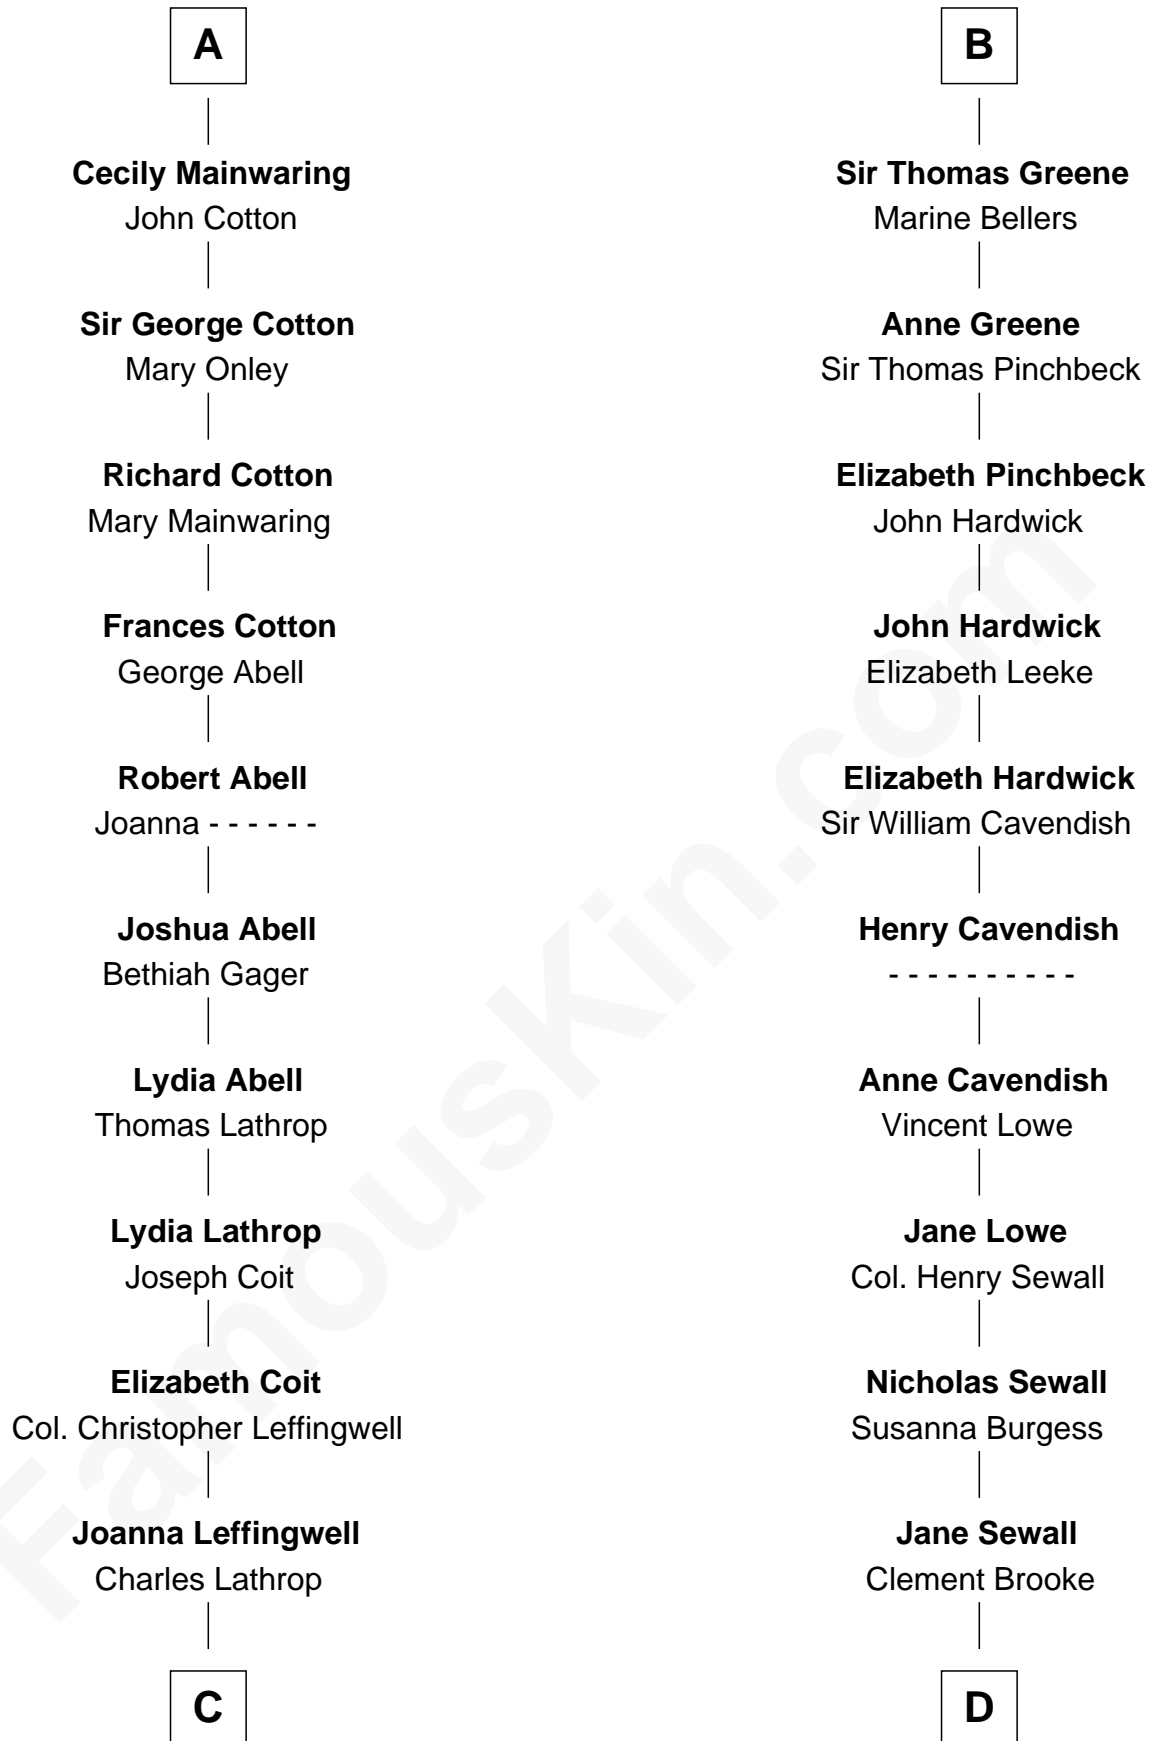 A
Cecily Mainwaring
John Cotton
Sir George Cotton
Mary Onley
Richard Cotton
Mary Mainwaring
Frances Cotton
George Abell
Robert Abell
Joanna - - - - - -
Joshua Abell
Bethiah Gager
Lydia Abell
Thomas Lathrop
Lydia Lathrop
Joseph Coit
Elizabeth Coit
Col. Christopher Leffingwell
Joanna Leffingwell
Charles Lathrop
C
B
Sir Thomas Greene
Marine Bellers
Anne Greene
Sir Thomas Pinchbeck
Elizabeth Pinchbeck
John Hardwick
John Hardwick
Elizabeth Leeke
Elizabeth Hardwick
Sir William Cavendish
Henry Cavendish
- - - - - - - - - -
Anne Cavendish
Vincent Lowe
Jane Lowe
Col. Henry Sewall
Nicholas Sewall
Susanna Burgess
Jane Sewall
Clement Brooke
D
FamousKin.com